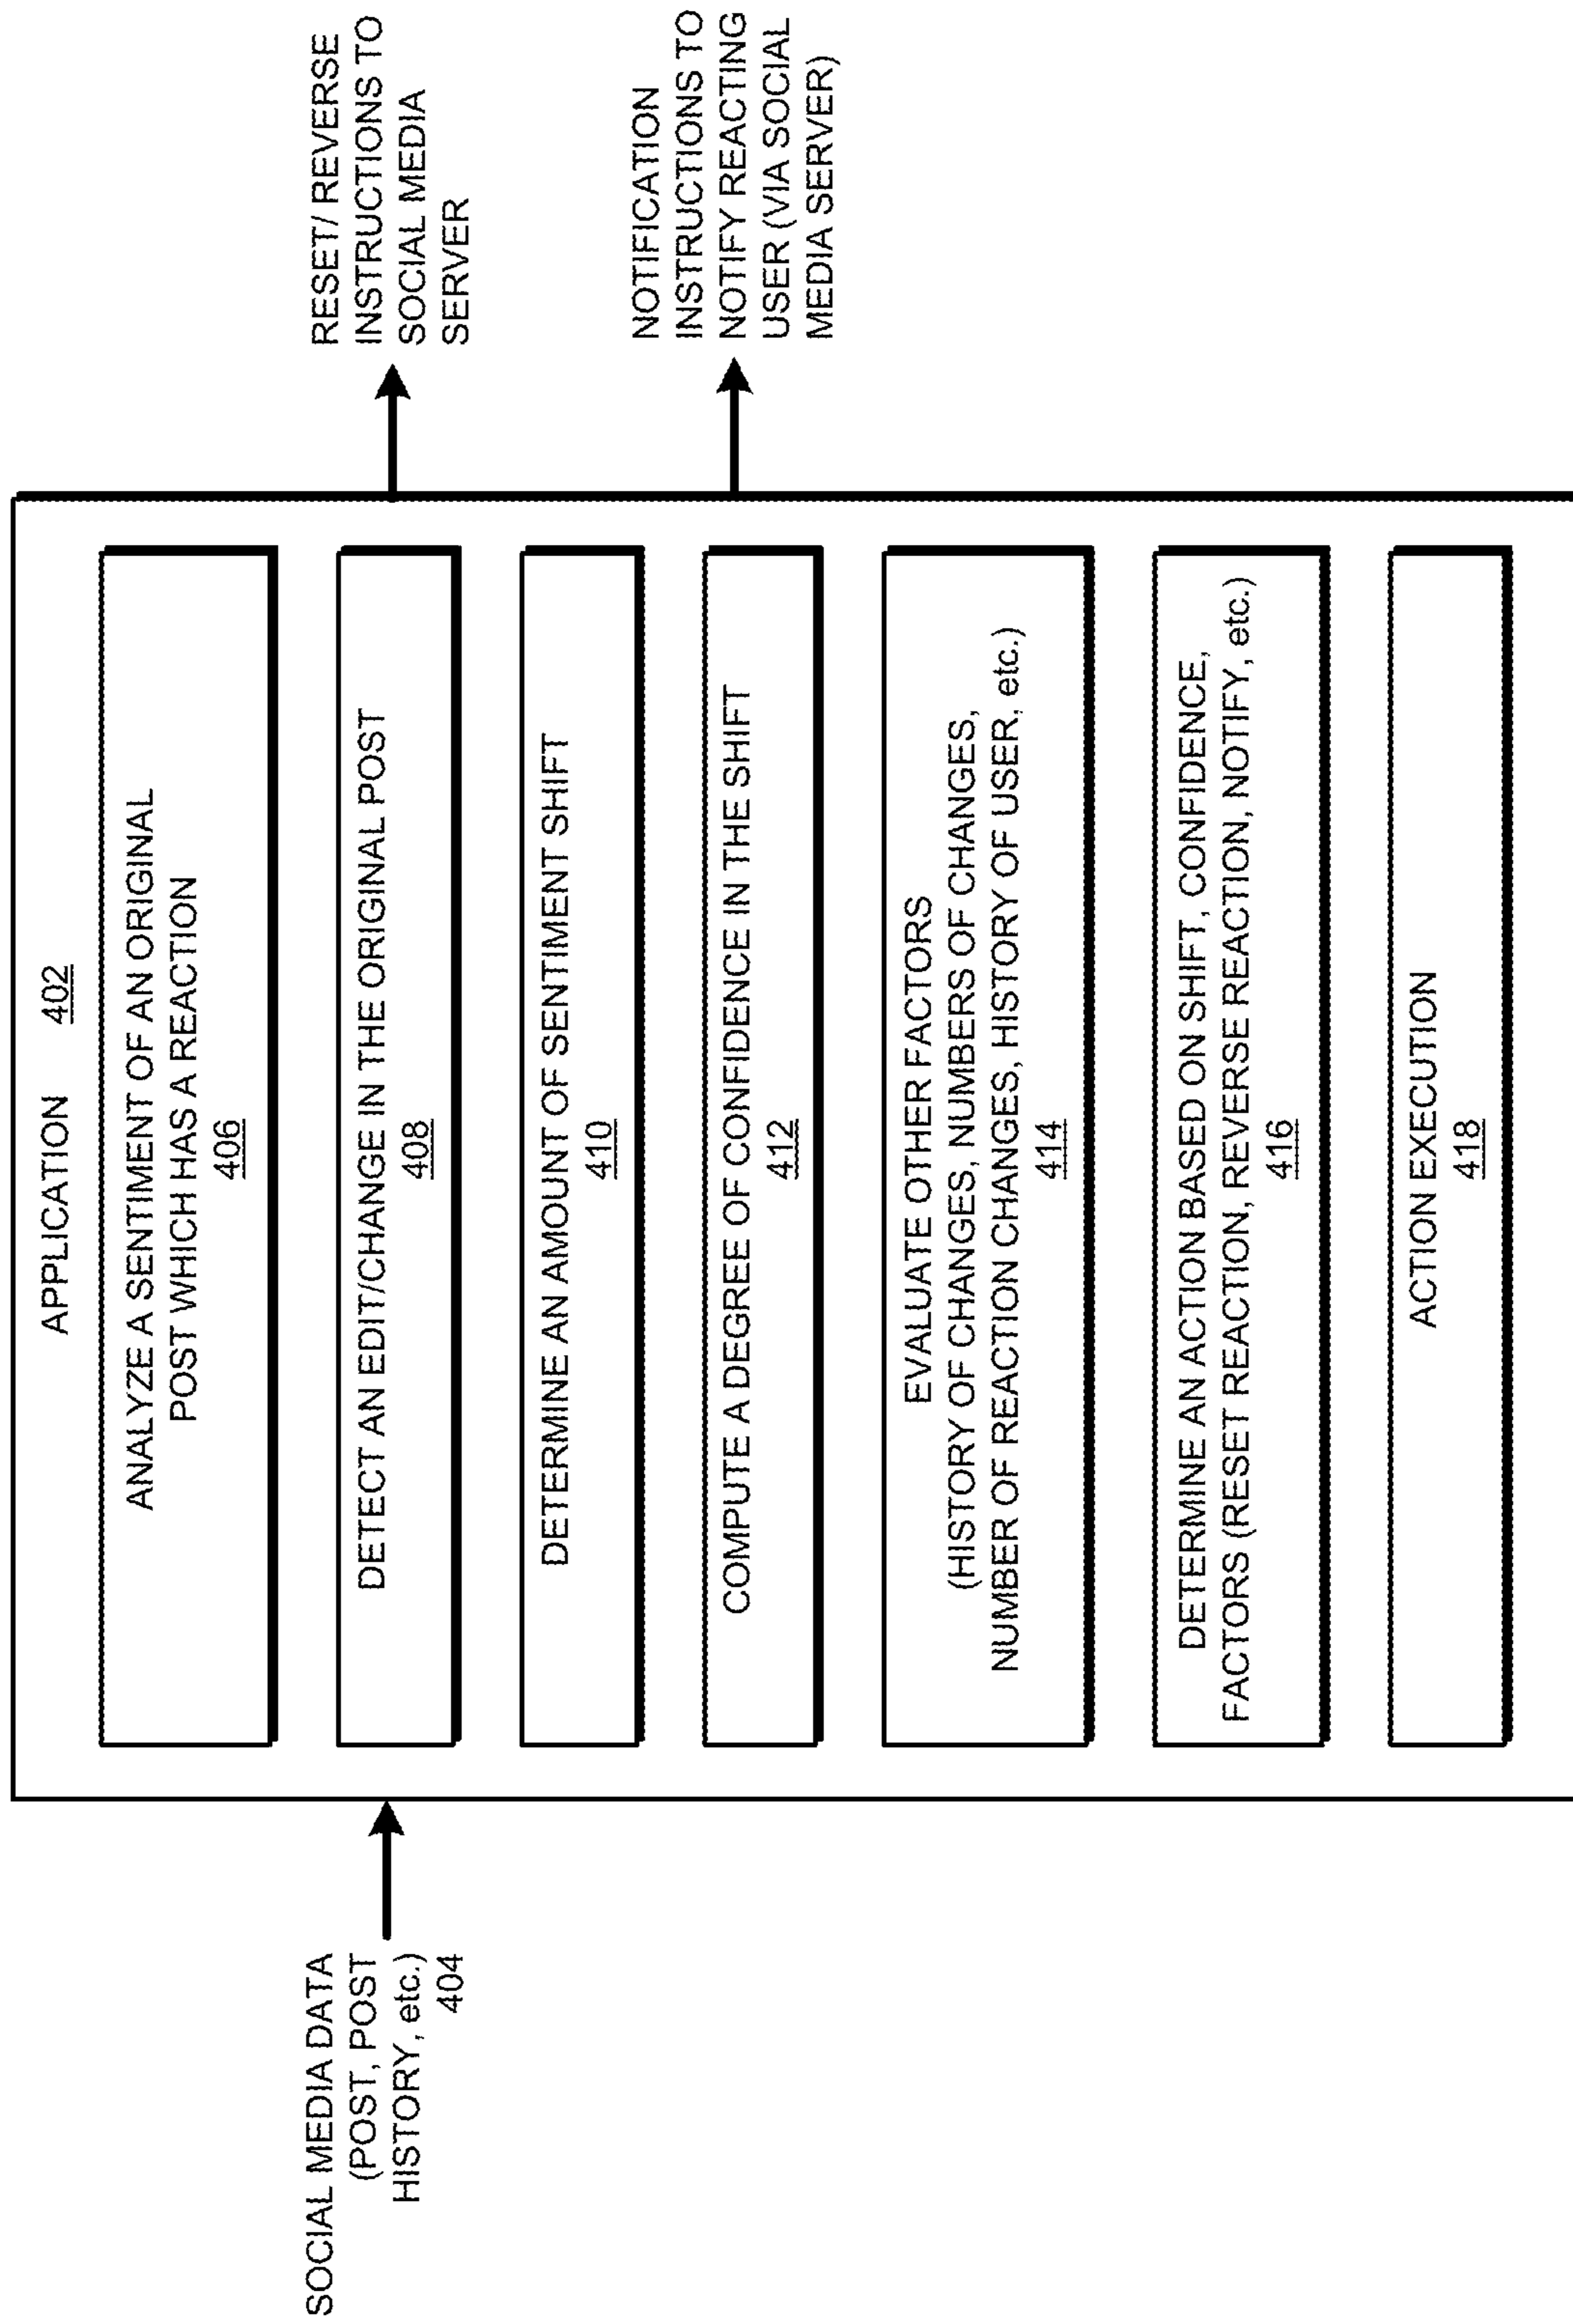 SOCIAL MEDIA DATA
(POST, POST
HISTORY, etc.)
404
APPLICATION 402
ANALYZE A SENTIMENT OF AN ORIGINAL
POST WHICH HAS A REACTION
406
DETECT AN EDIT/CHANGE IN THE ORIGINAL POST
408
DETERMINE AN AMOUNT OF SENTIMENT SHIFT
410
COMPUTE A DEGREE OF CONFIDENCE IN THE SHIFT
412
EVALUATE OTHER FACTORS
(HISTORY OF CHANGES, NUMBERS OF CHANGES,
NUMBER OF REACTION CHANGES, HISTORY OF USER, etc.)
414
DETERMINE AN ACTION BASED ON SHIFT, CONFIDENCE,
FACTORS (RESET REACTION, REVERSE REACTION, NOTIFY, etc.)
416
ACTION EXECUTION
418
RESET/ REVERSE
INSTRUCTIONS TO
SOCIAL MEDIA
SERVER
NOTIFICATION
INSTRUCTIONS TO
NOTIFY REACTING
USER (VIA SOCIAL
MEDIA SERVER)